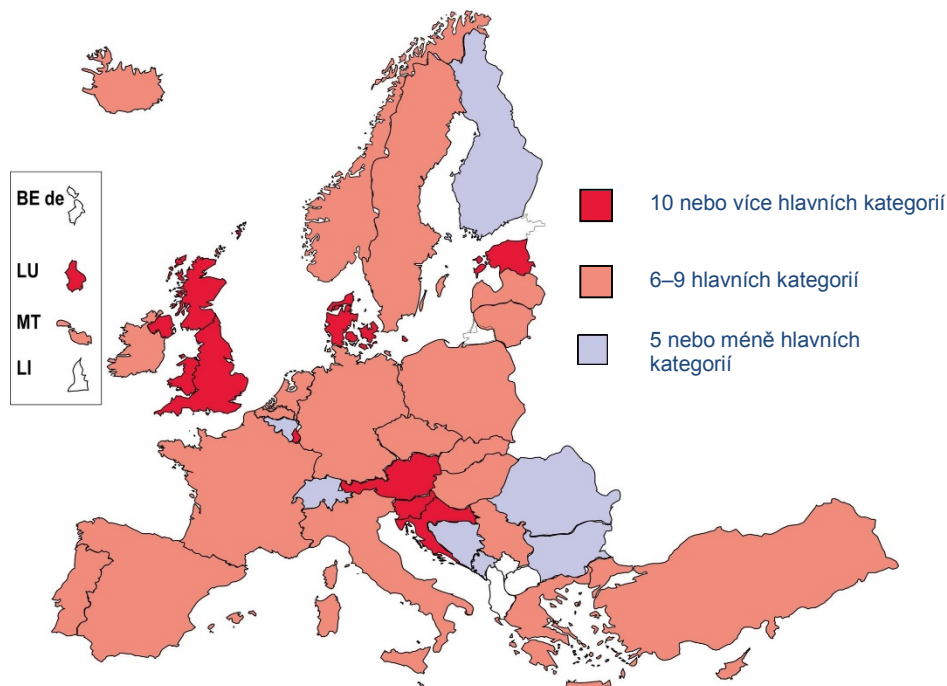 BE de
LU
MT
LI
10 nebo více hlavních kategorií
6–9 hlavních kategorií
5 nebo méně hlavních
kategorií